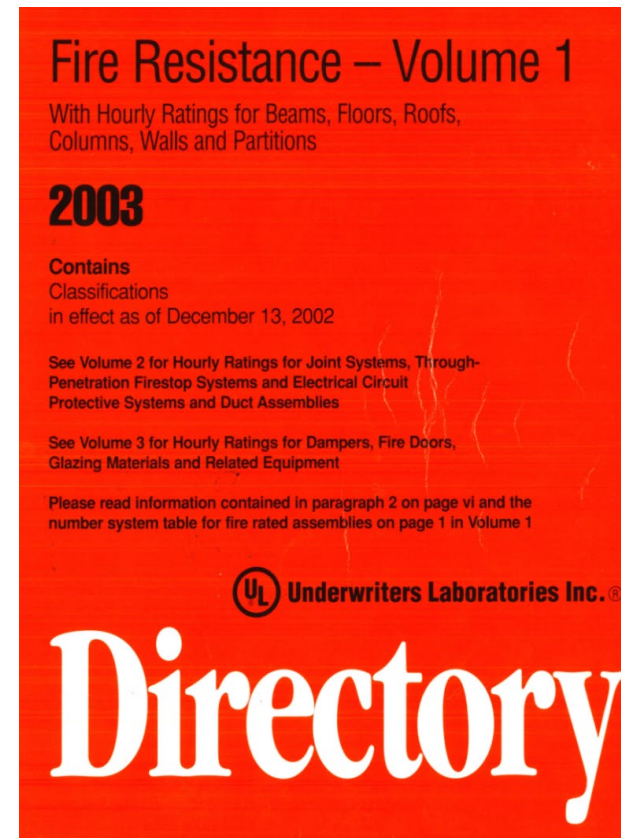 Fire Resistance – Volume 1
With Hourly Ratings for Beams, Floors, Roofs,
Columns, Walls and Partitions
2003
Contains
Classifications
in effect as of December 13, 2002
See Volume 2 for Hourly Ratings for Joint Systems, Through-
Penetration Firestop Systems and Electrical Circuit
Protective Systems and Duct Assemblies
See Volume 3 for Hourly Ratings for Dampers, Fire Doors,
Glazing Materials and Related Equipment
Please read information contained in paragraph 2 on page vi and the
number system table for fire rated assemblies on page 1 in Volume 1
UL Underwriters Laboratories Inc.®
Directory